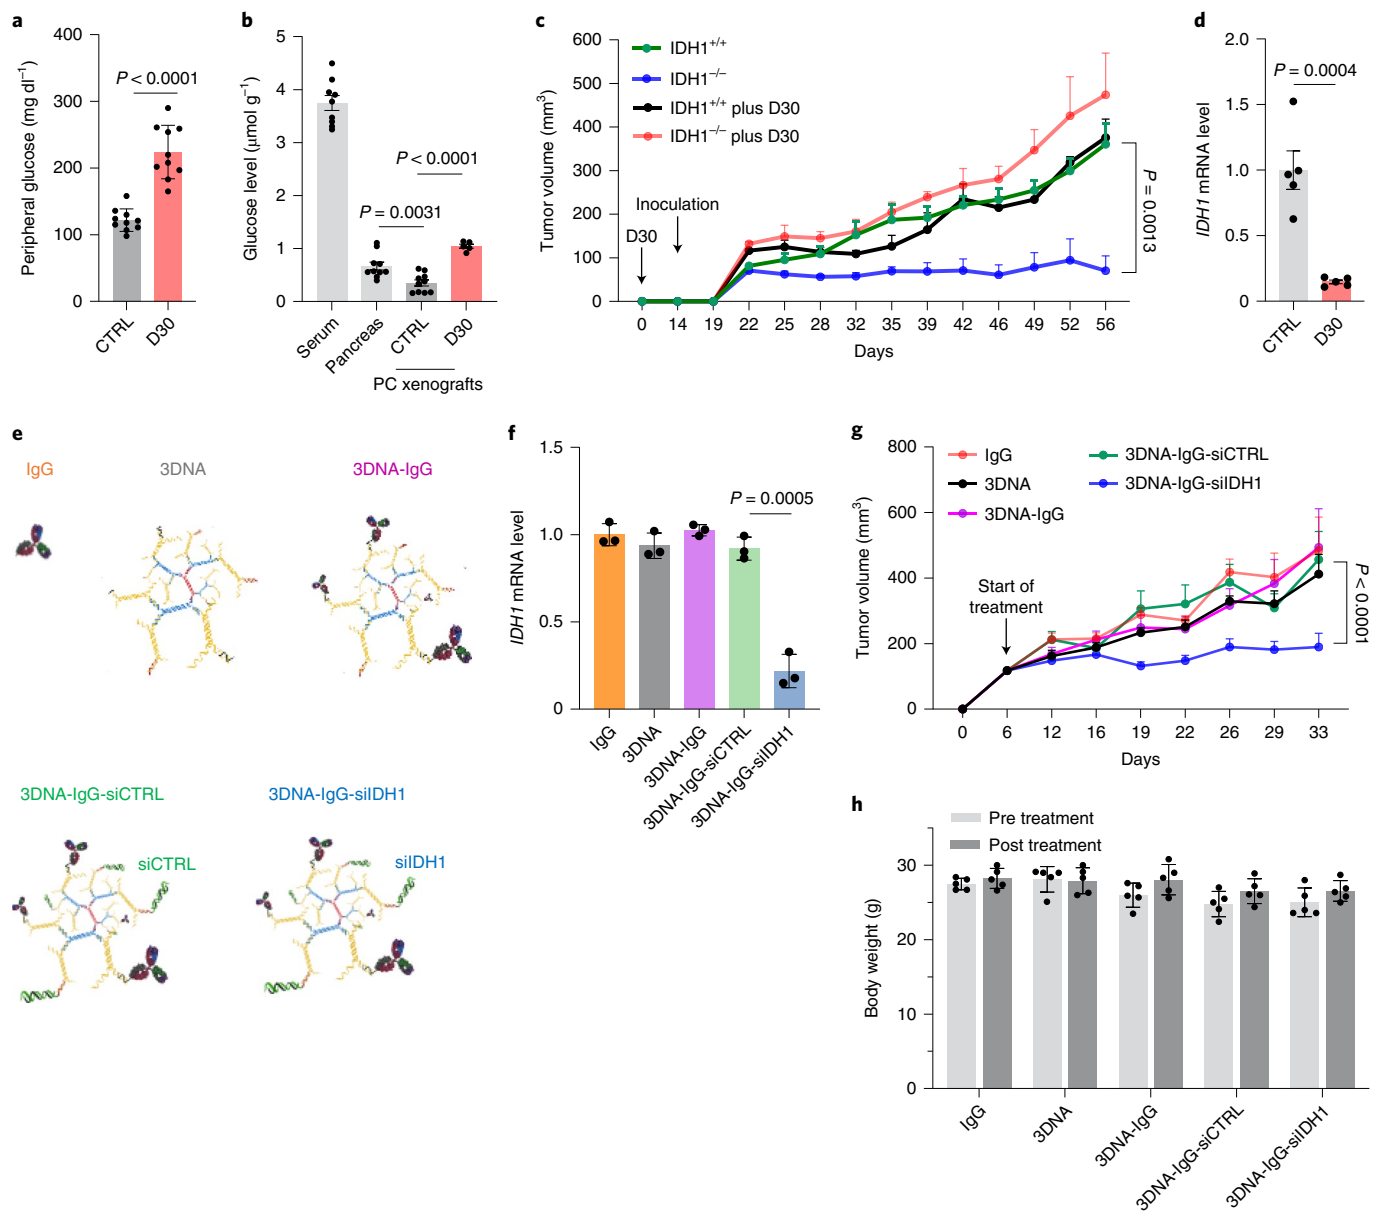 a
Peripheral glucose (mg dl⁻¹)
400
300
200
100
0
P < 0.0001
CTRL
D30
b
Glucose level (µmol g⁻¹)
5
4
3
2
1
0
P < 0.0001
P = 0.0031
Serum
Pancreas
CTRL
D30
PC xenografts
c
Tumor volume (mm³)
600
500
400
300
200
100
0
IDH1⁺/⁺
IDH1⁻/⁻
IDH1⁺/⁺ plus D30
IDH1⁻/⁻ plus D30
Inoculation
D30
P = 0.0013
0 14 19 22 25 28 32 35 39 42 46 49 52 56
Days
d
IDH1 mRNA level
2.0
1.5
1.0
0.5
0
P = 0.0004
CTRL
D30
e
IgG
3DNA
3DNA-IgG
3DNA-IgG-siCTRL
siCTRL
3DNA-IgG-siIDH1
siIDH1
f
IDH1 mRNA level
1.5
1.0
0.5
0
P = 0.0005
IgG
3DNA
3DNA-IgG
3DNA-IgG-siCTRL
3DNA-IgG-siIDH1
g
Tumor volume (mm³)
800
600
400
200
0
IgG
3DNA
3DNA-IgG
3DNA-IgG-siCTRL
3DNA-IgG-siIDH1
Start of
treatment
P < 0.0001
0 6 12 16 19 22 26 29 33
Days
h
Body weight (g)
30
20
10
0
Pre treatment
Post treatment
IgG
3DNA
3DNA-IgG
3DNA-IgG-siCTRL
3DNA-IgG-siIDH1